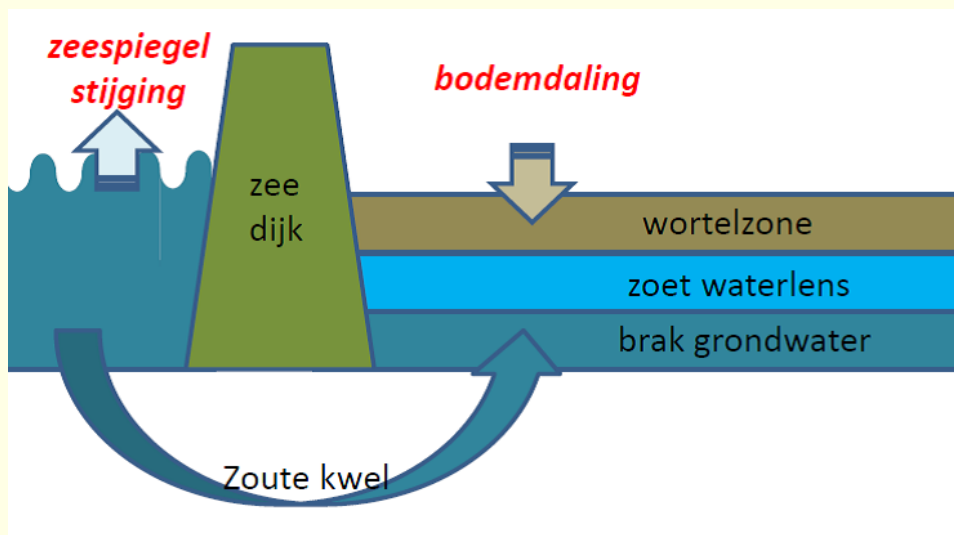 zeespiegel
stijging
bodemdaling
zee
dijk
wortelzone
zoet waterlens
brak grondwater
Zoute kwel